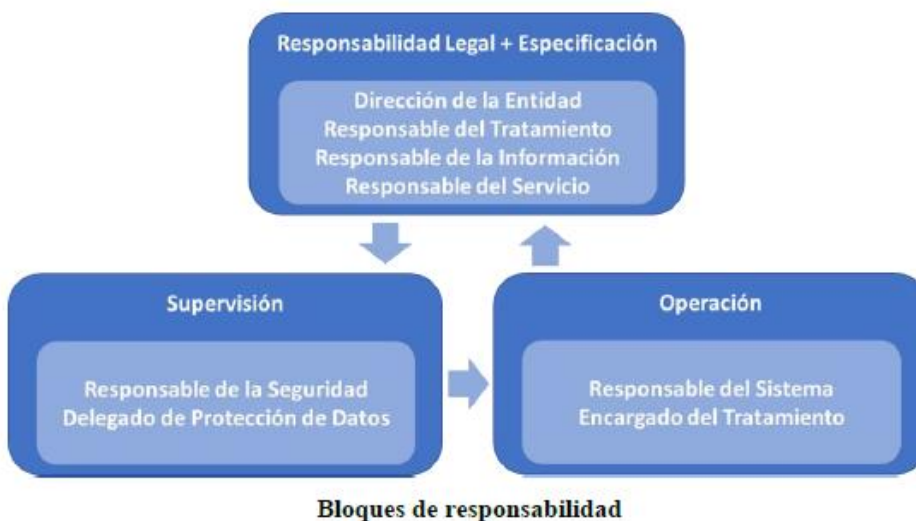 Responsabilidad Legal + Especificación
Dirección de la Entidad
Responsable del Tratamiento
Responsable de la Información
Responsable del Servicio
Supervisión
Responsable de la Seguridad
Delegado de Protección de Datos
Operación
Responsable del Sistema
Encargado del Tratamiento
Bloques de responsabilidad